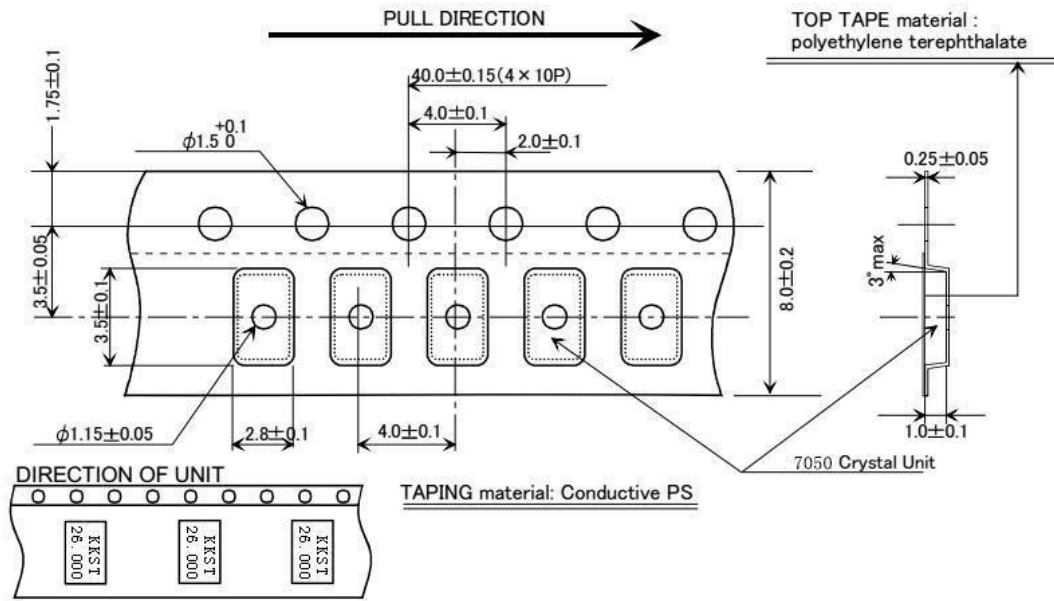 PULL DIRECTION
TOP TAPE material :
polyethylene terephthalate
1.75±0.1
40.0±0.15(4×10P)
4.0±0.1
+0.1
φ1.5 0
2.0±0.1
0.25±0.05
3.5±0.05
3.5±0.1
8.0±0.2
3°max
φ1.15±0.05
2.8±0.1
4.0±0.1
1.0±0.1
7050 Crystal Unit
DIRECTION OF UNIT
TAPING material: Conductive PS
KKST
26.000
KKST
26.000
KKST
26.000